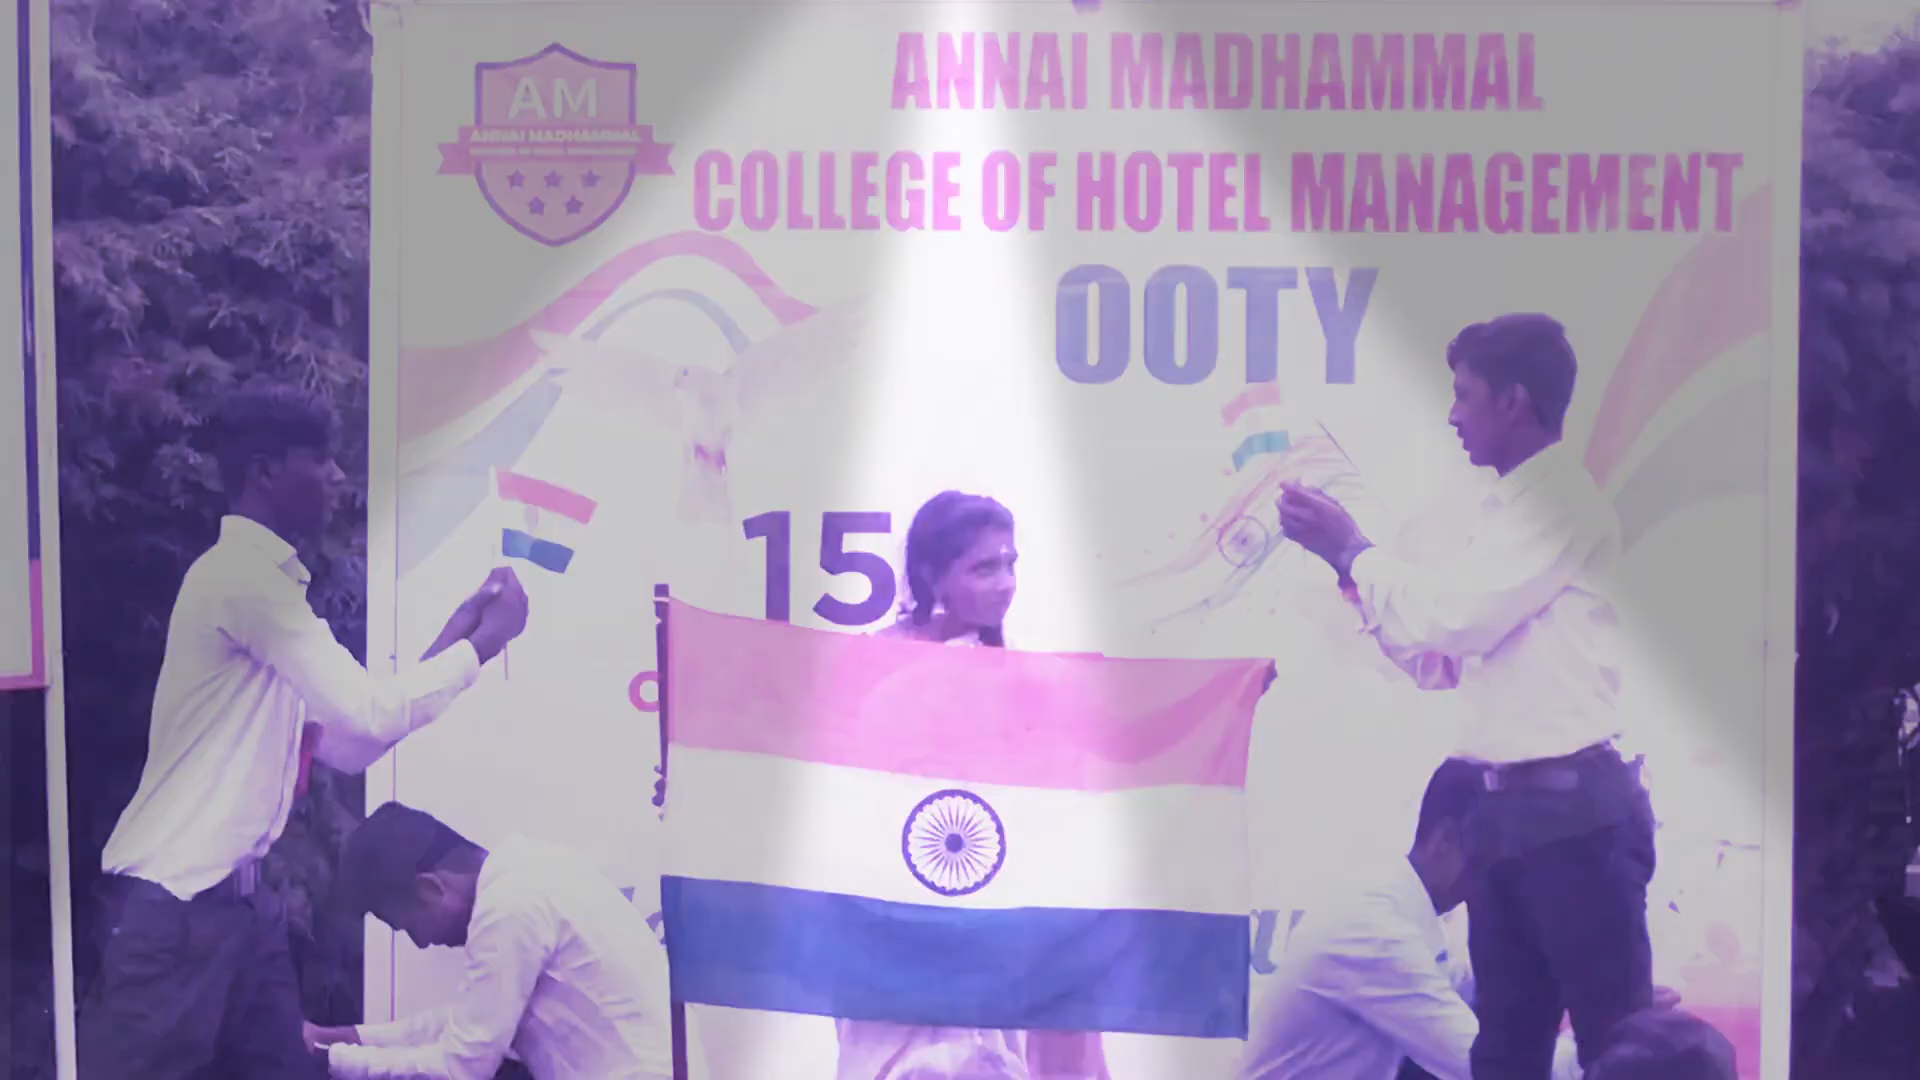 AM
ANNAI MADHAMMAL
ANNAI MADHAMMAL
COLLEGE OF HOTEL MANAGEMENT
OOTY
15